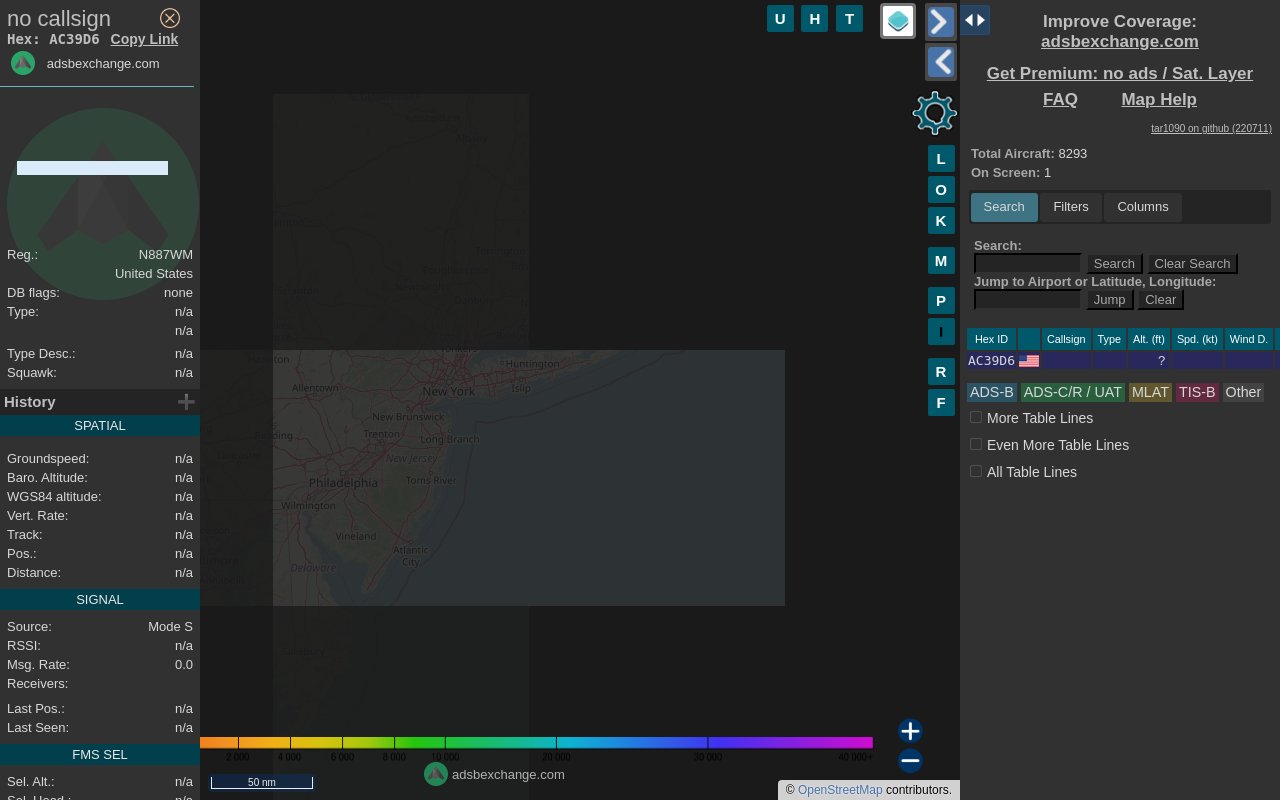 no callsign
Hex: AC39D6 Copy Link
adsbexchange.com
Reg.: N887WM
United States
DB flags: none
Type: n/a
n/a
Type Desc.: n/a
Squawk: n/a
History
SPATIAL
Groundspeed: n/a
Baro. Altitude: n/a
WGS84 altitude: n/a
Vert. Rate: n/a
Track: n/a
Pos.: n/a
Distance: n/a
SIGNAL
Source: Mode S
RSSI: n/a
Msg. Rate: 0.0
Receivers:
Last Pos.: n/a
Last Seen: n/a
FMS SEL
Sel. Alt.: n/a
Sel. Head.: n/a
U H T
L
O
K
M
P
I
R
F
Huntington
Allentown
New York
Islip
New Brunswick
Reading
Trenton
Long Branch
New Jersey
Philadelphia
Toms River
Wilmington
Vineland
Atlantic
City
Delaware
2 000 4 000 6 000 8 000 10 000 20 000 30 000 40 000+
50 nm
adsbexchange.com
© OpenStreetMap contributors.
Improve Coverage:
adsbexchange.com
Get Premium: no ads / Sat. Layer
FAQ Map Help
tar1090 on github (220711)
Total Aircraft: 8293
On Screen: 1
Search Filters Columns
Search:
Search Clear Search
Jump to Airport or Latitude, Longitude:
Jump Clear
Hex ID Callsign Type Alt. (ft) Spd. (kt) Wind D.
AC39D6 ?
ADS-B ADS-C/R / UAT MLAT TIS-B Other
More Table Lines
Even More Table Lines
All Table Lines